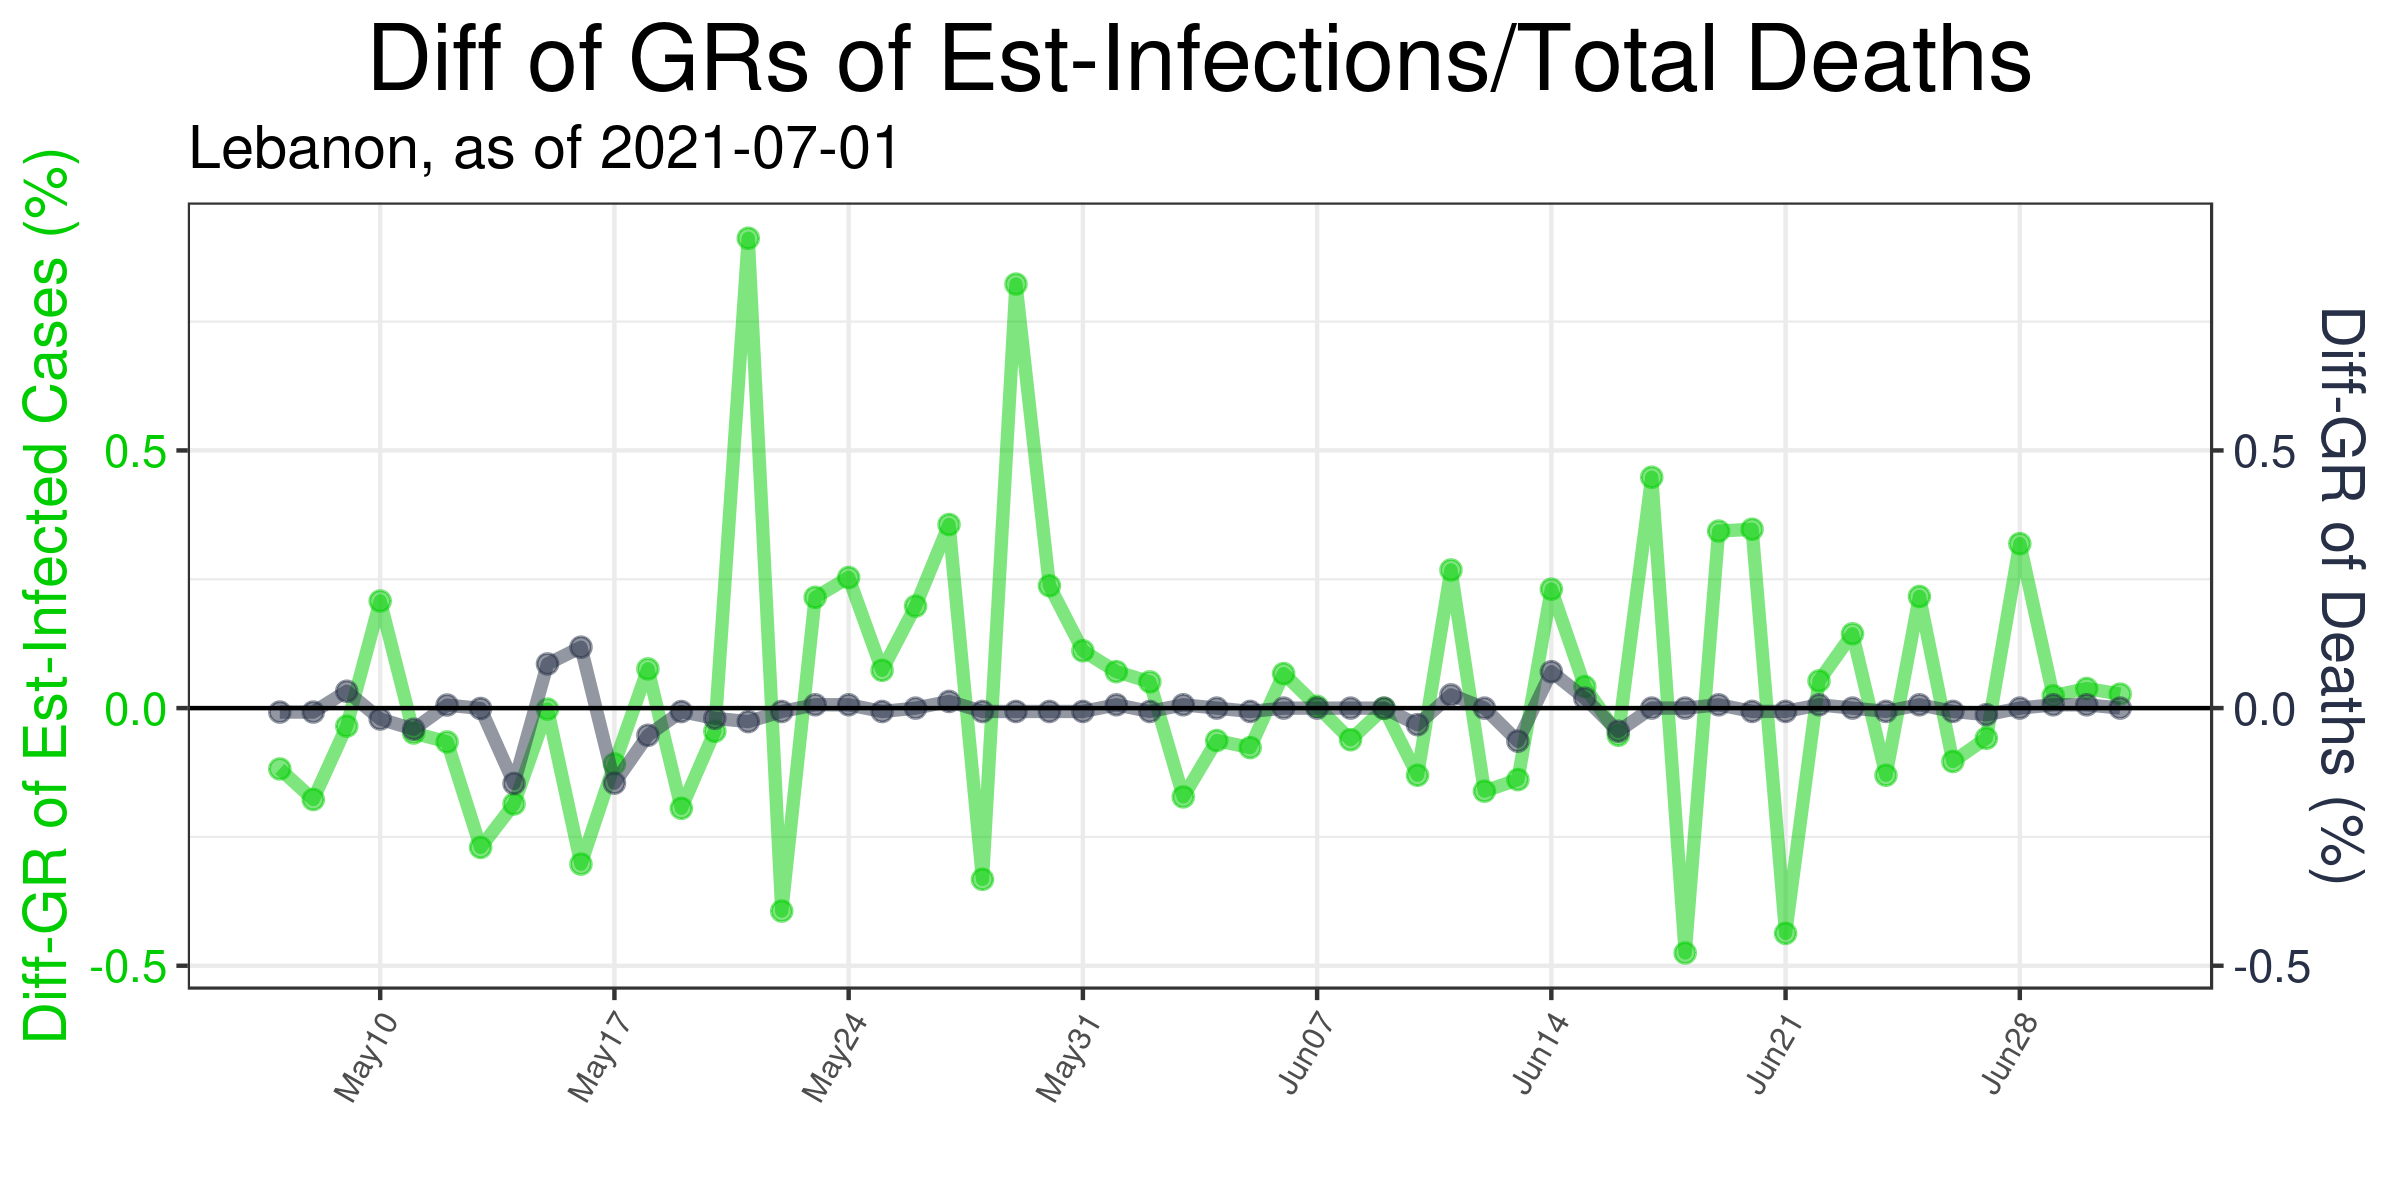 Diff of GRs of Est-Infections/Total Deaths
Lebanon, as of 2021-07-01
Diff-GR of Est-Infected Cases (%)
0.5
0.0
-0.5
0.5
0.0
-0.5
Diff-GR of Deaths (%)
May10
May17
May24
May31
Jun07
Jun14
Jun21
Jun28